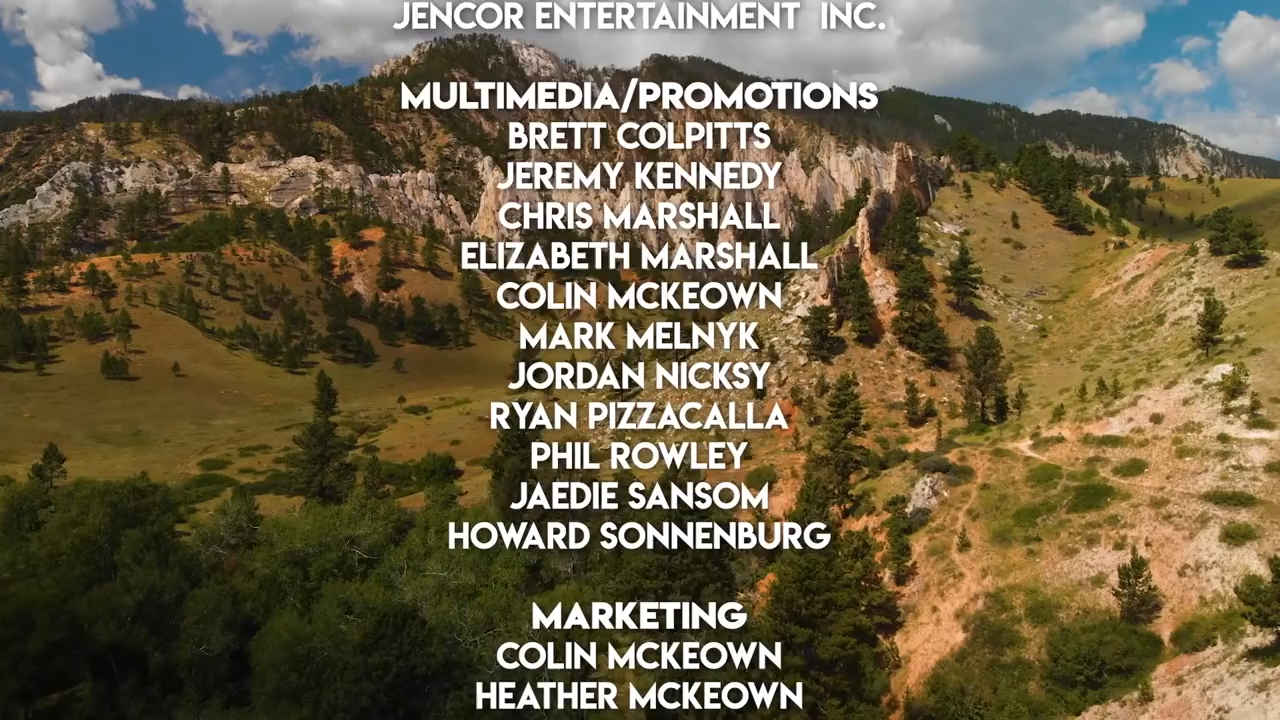 JENCOR ENTERTAINMENT INC.
MULTIMEDIA/PROMOTIONS
BRETT COLPITTS
JEREMY KENNEDY
CHRIS MARSHALL
ELIZABETH MARSHALL
COLIN MCKEOWN
MARK MELNYK
JORDAN NICKSY
RYAN PIZZACALLA
PHIL ROWLEY
JAEDIE SANSOM
HOWARD SONNENBURG
MARKETING
COLIN MCKEOWN
HEATHER MCKEOWN